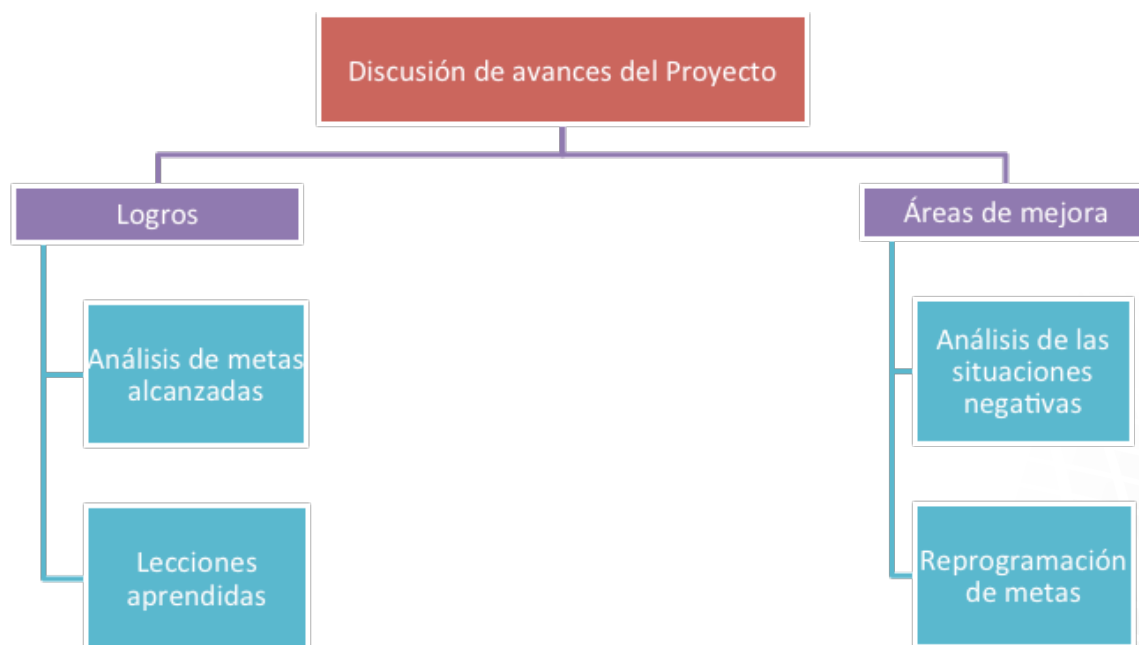 Discusión de avances del Proyecto
Logros
Áreas de mejora
Análisis de metas
alcanzadas
Análisis de las
situaciones
negativas
Lecciones
aprendidas
Reprogramación
de metas